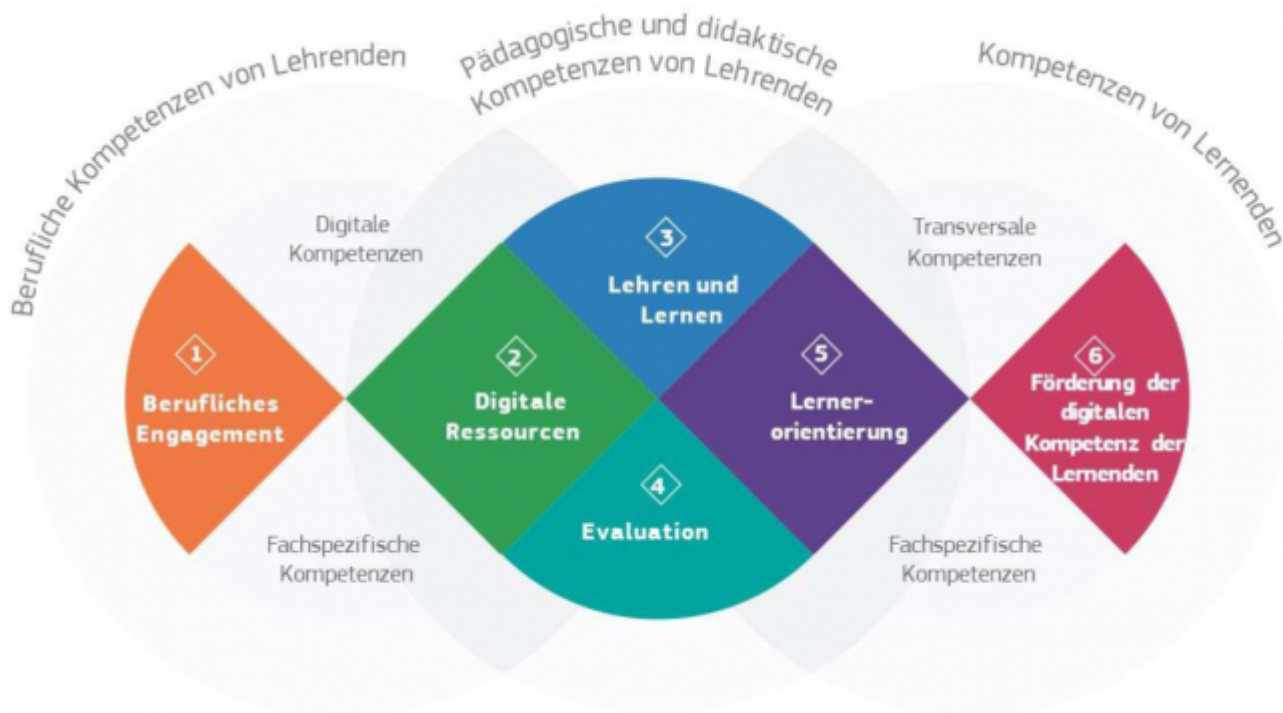 Berufliche Kompetenzen von Lehrenden
Pädagogische und didaktische
Kompetenzen von Lehrenden
Kompetenzen von Lernenden
Digitale
Kompetenzen
Transversale
Kompetenzen
1
Berufliches
Engagement
2
Digitale
Ressourcen
3
Lehren und
Lernen
4
Evaluation
5
Lerner-
orientierung
6
Förderung der
digitalen
Kompetenz der
Lernenden
Fachspezifische
Kompetenzen
Fachspezifische
Kompetenzen